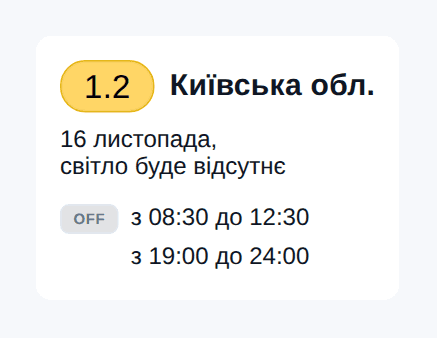 1.2 Київська обл.
16 листопада,
світло буде відсутнє
OFF з 08:30 до 12:30
з 19:00 до 24:00